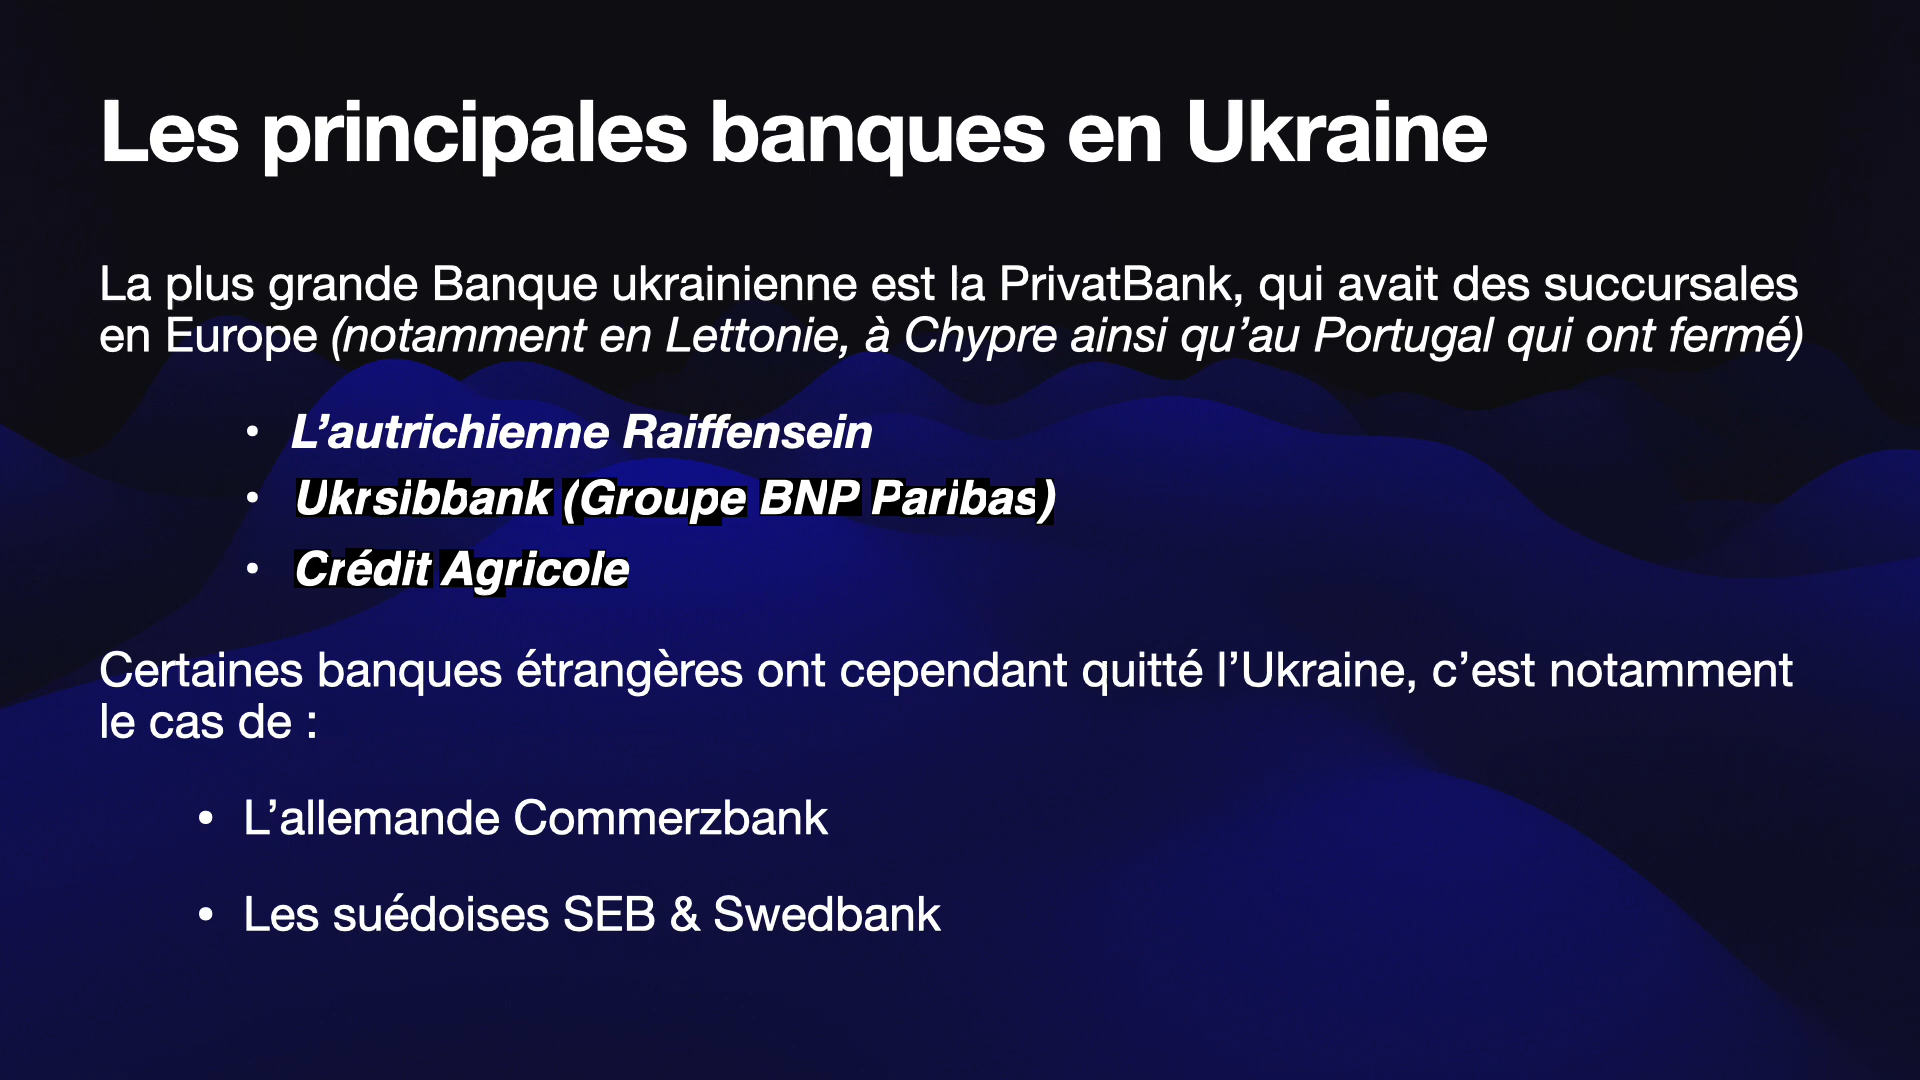 Les principales banques en Ukraine
La plus grande Banque ukrainienne est la PrivatBank, qui avait des succursales
en Europe (notamment en Lettonie, à Chypre ainsi qu’au Portugal qui ont fermé)
• L’autrichienne Raiffensein
• Ukrsibbank (Groupe BNP Paribas)
• Crédit Agricole
Certaines banques étrangères ont cependant quitté l’Ukraine, c’est notamment
le cas de :
• L’allemande Commerzbank
• Les suédoises SEB & Swedbank